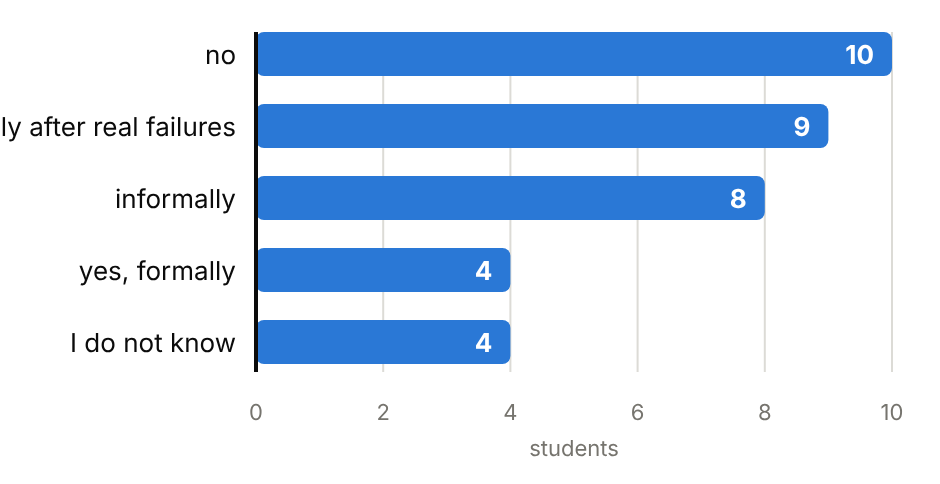 no
10
ly after real failures
9
informally
8
yes, formally
4
I do not know
4
0 2 4 6 8 10
students